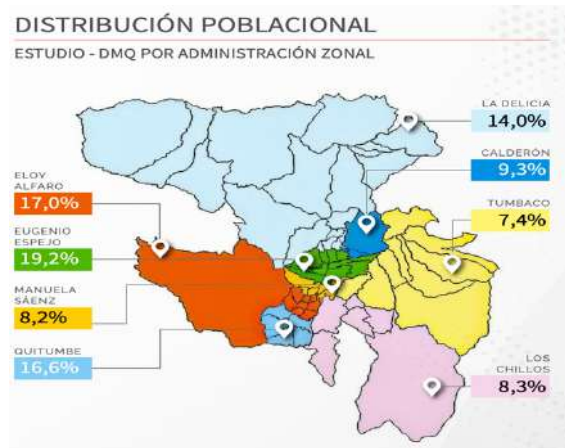 DISTRIBUCIÓN POBLACIONAL
ESTUDIO - DMQ POR ADMINISTRACIÓN ZONAL
LA DELICIA
14,0%
CALDERÓN
9,3%
ELOY
ALFARO
17,0%
TUMBACO
7,4%
EUGENIO
ESPEJO
19,2%
MANUELA
SÁENZ
8,2%
QUITUMBE
16,6%
LOS
CHILLOS
8,3%